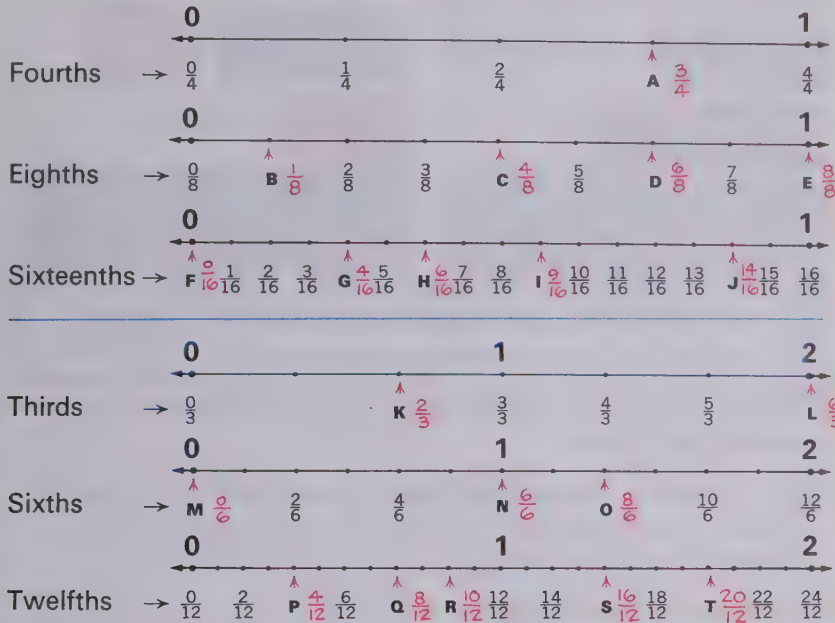 0 1
Fourths → 0/4 1/4 2/4 A 3/4 4/4
0 1
Eighths → 0/8 B 1/8 2/8 3/8 C 4/8 5/8 D 6/8 7/8 E 8/8
0 1
Sixteenths → F 0/16 1/16 2/16 3/16 G 4/16 5/16 H 6/16 7/16 8/16 I 9/16 10/16 11/16 12/16 13/16 J 14/16 15/16 16/16
0 1 2
Thirds → 0/3 K 2/3 3/3 4/3 5/3 L 6/3
0 1 2
Sixths → M 0/6 2/6 4/6 N 6/6 O 8/6 10/6 12/6
0 1 2
Twelfths → 0/12 2/12 P 4/12 6/12 Q 8/12 R 10/12 12/12 14/12 S 16/12 18/12 T 20/12 22/12 24/12